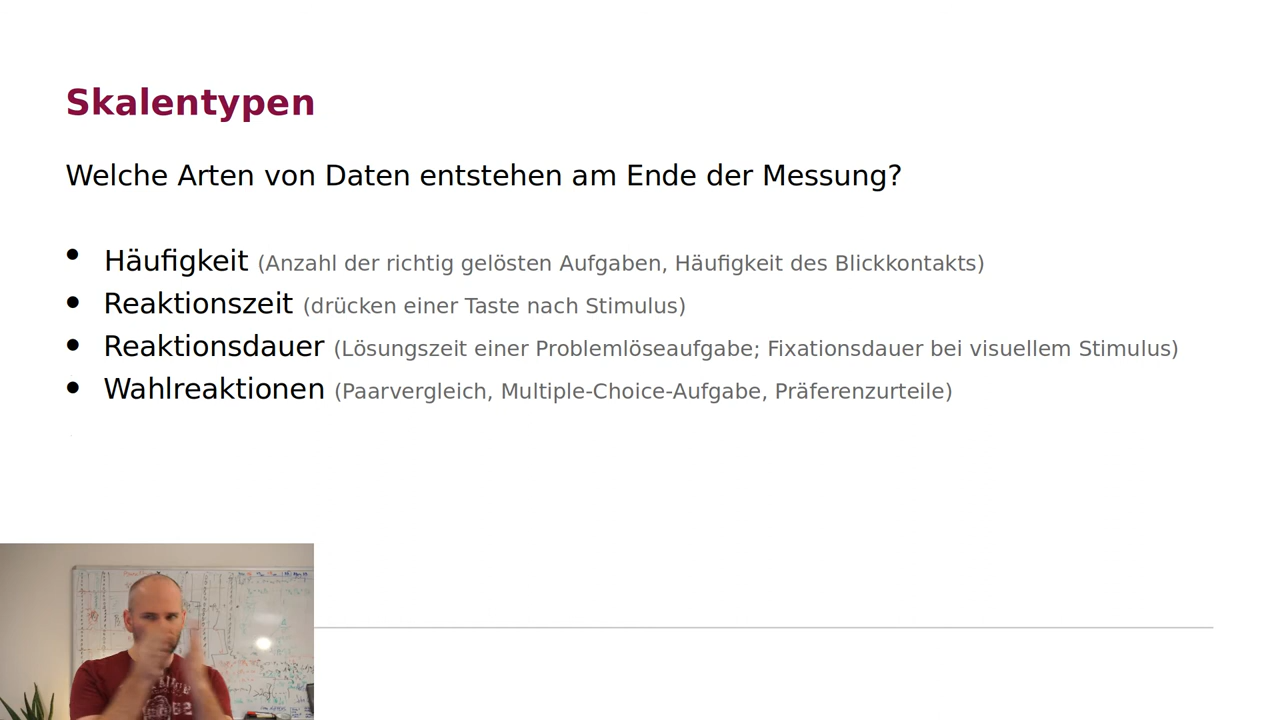 Skalentypen
Welche Arten von Daten entstehen am Ende der Messung?
• Häufigkeit (Anzahl der richtig gelösten Aufgaben, Häufigkeit des Blickkontakts)
• Reaktionszeit (drücken einer Taste nach Stimulus)
• Reaktionsdauer (Lösungszeit einer Problemlöseaufgabe; Fixationsdauer bei visuellem Stimulus)
• Wahlreaktionen (Paarvergleich, Multiple-Choice-Aufgabe, Präferenzurteile)